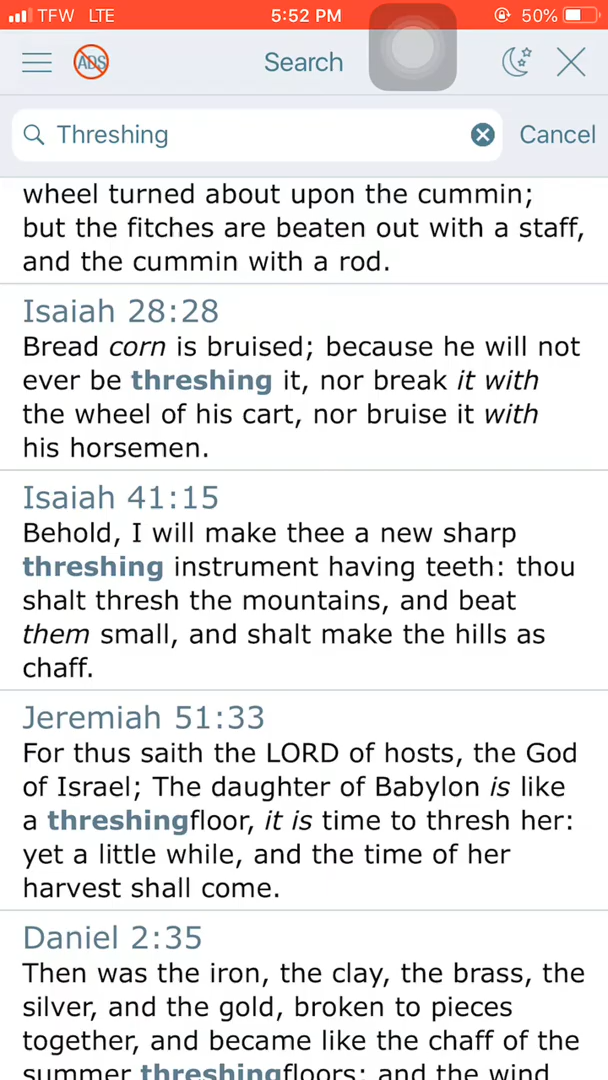 TFW LTE 5:52 PM 50%
ADS Search
Threshing Cancel
wheel turned about upon the cummin;
but the fitches are beaten out with a staff,
and the cummin with a rod.
Isaiah 28:28
Bread corn is bruised; because he will not
ever be threshing it, nor break it with
the wheel of his cart, nor bruise it with
his horsemen.
Isaiah 41:15
Behold, I will make thee a new sharp
threshing instrument having teeth: thou
shalt thresh the mountains, and beat
them small, and shalt make the hills as
chaff.
Jeremiah 51:33
For thus saith the LORD of hosts, the God
of Israel; The daughter of Babylon is like
a threshingfloor, it is time to thresh her:
yet a little while, and the time of her
harvest shall come.
Daniel 2:35
Then was the iron, the clay, the brass, the
silver, and the gold, broken to pieces
together, and became like the chaff of the
summer threshingfloors; and the wind